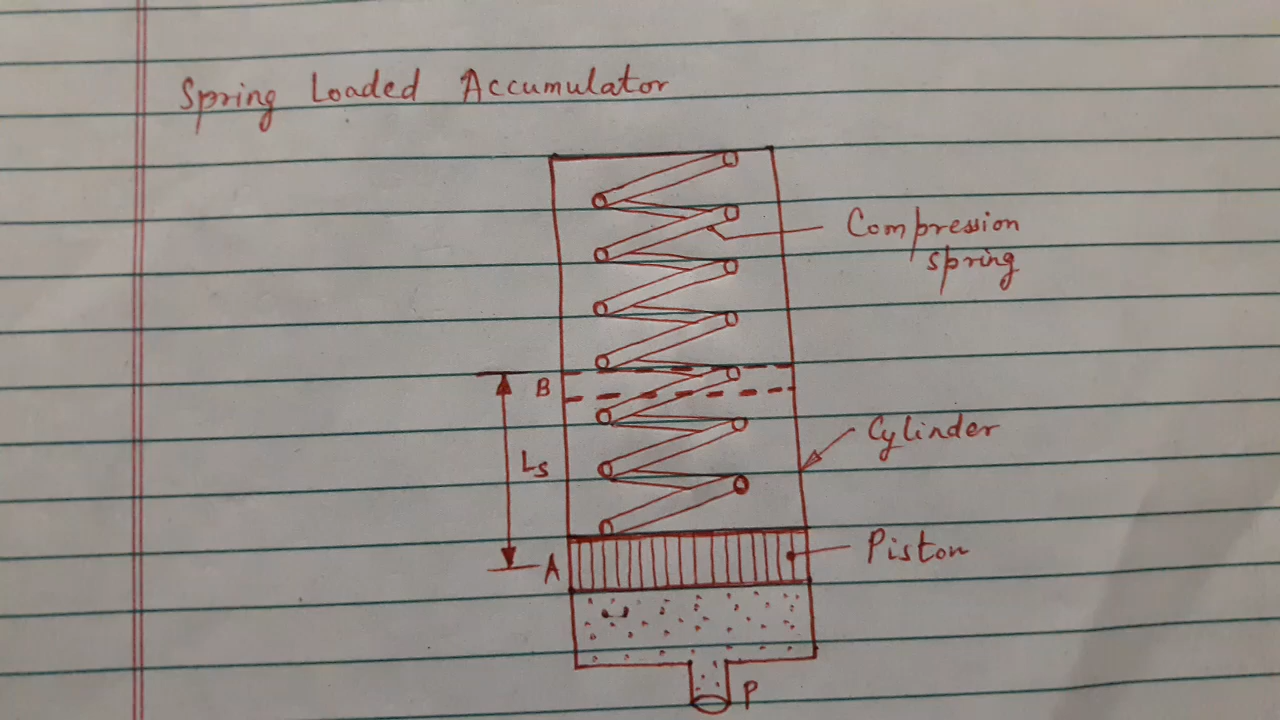 Spring Loaded Accumulator
Compression
spring
B
Cylinder
Ls
Piston
A
P